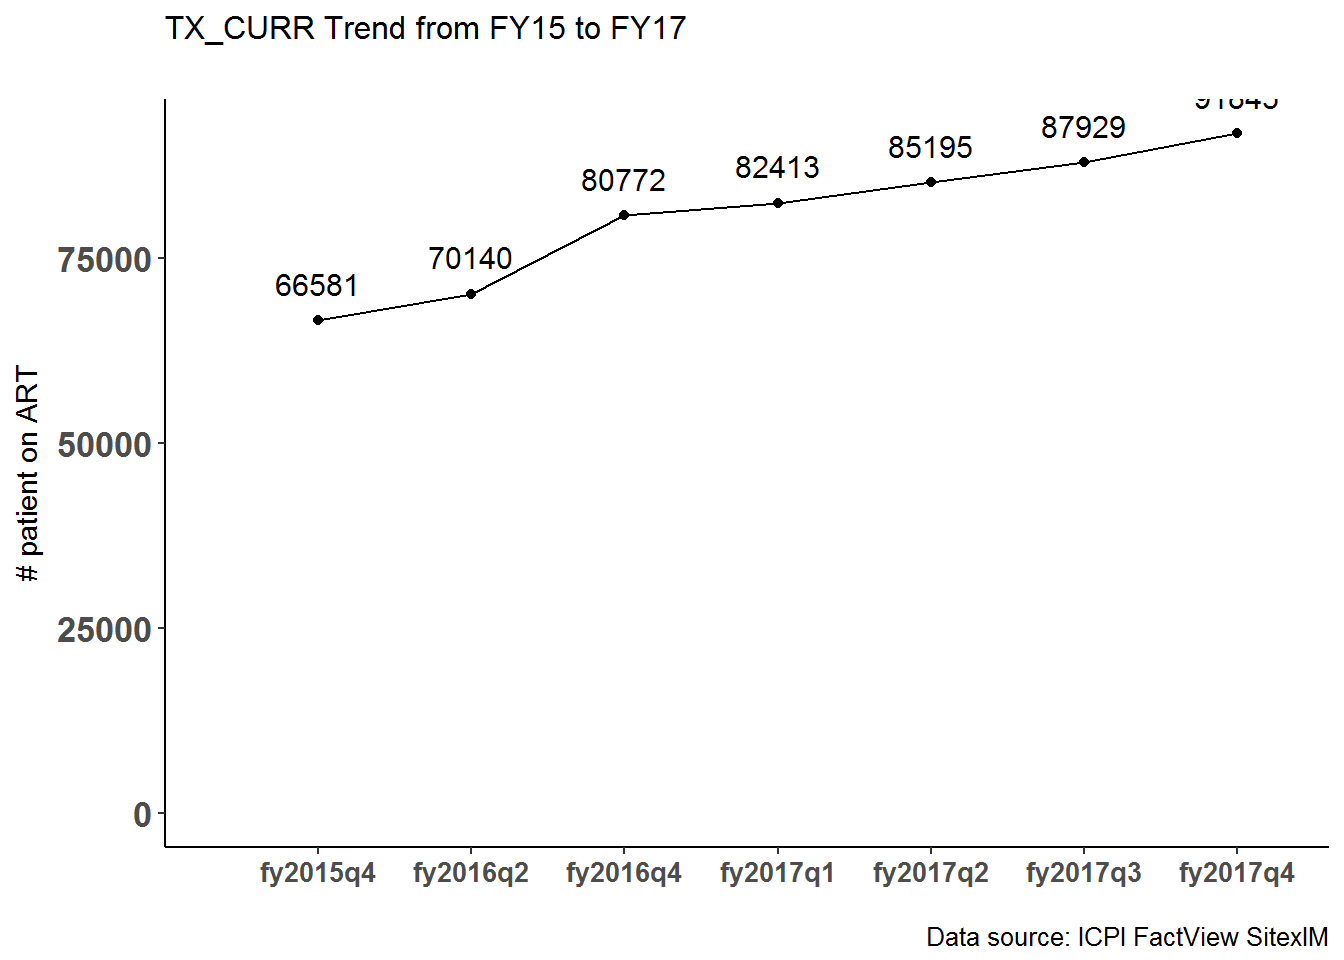 TX_CURR Trend from FY15 to FY17
# patient on ART
75000
50000
25000
0
66581
70140
80772
82413
85195
87929
fy2015q4
fy2016q2
fy2016q4
fy2017q1
fy2017q2
fy2017q3
fy2017q4
Data source: ICPI FactView SitexIM